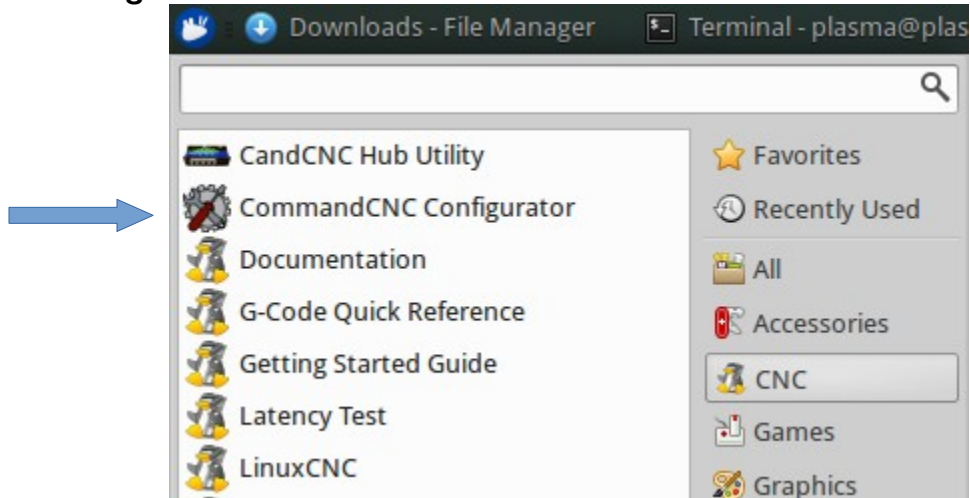 Downloads - File Manager
Terminal - plasma@plas
CandCNC Hub Utility
CommandCNC Configurator
Documentation
G-Code Quick Reference
Getting Started Guide
Latency Test
LinuxCNC
Favorites
Recently Used
All
Accessories
CNC
Games
Graphics